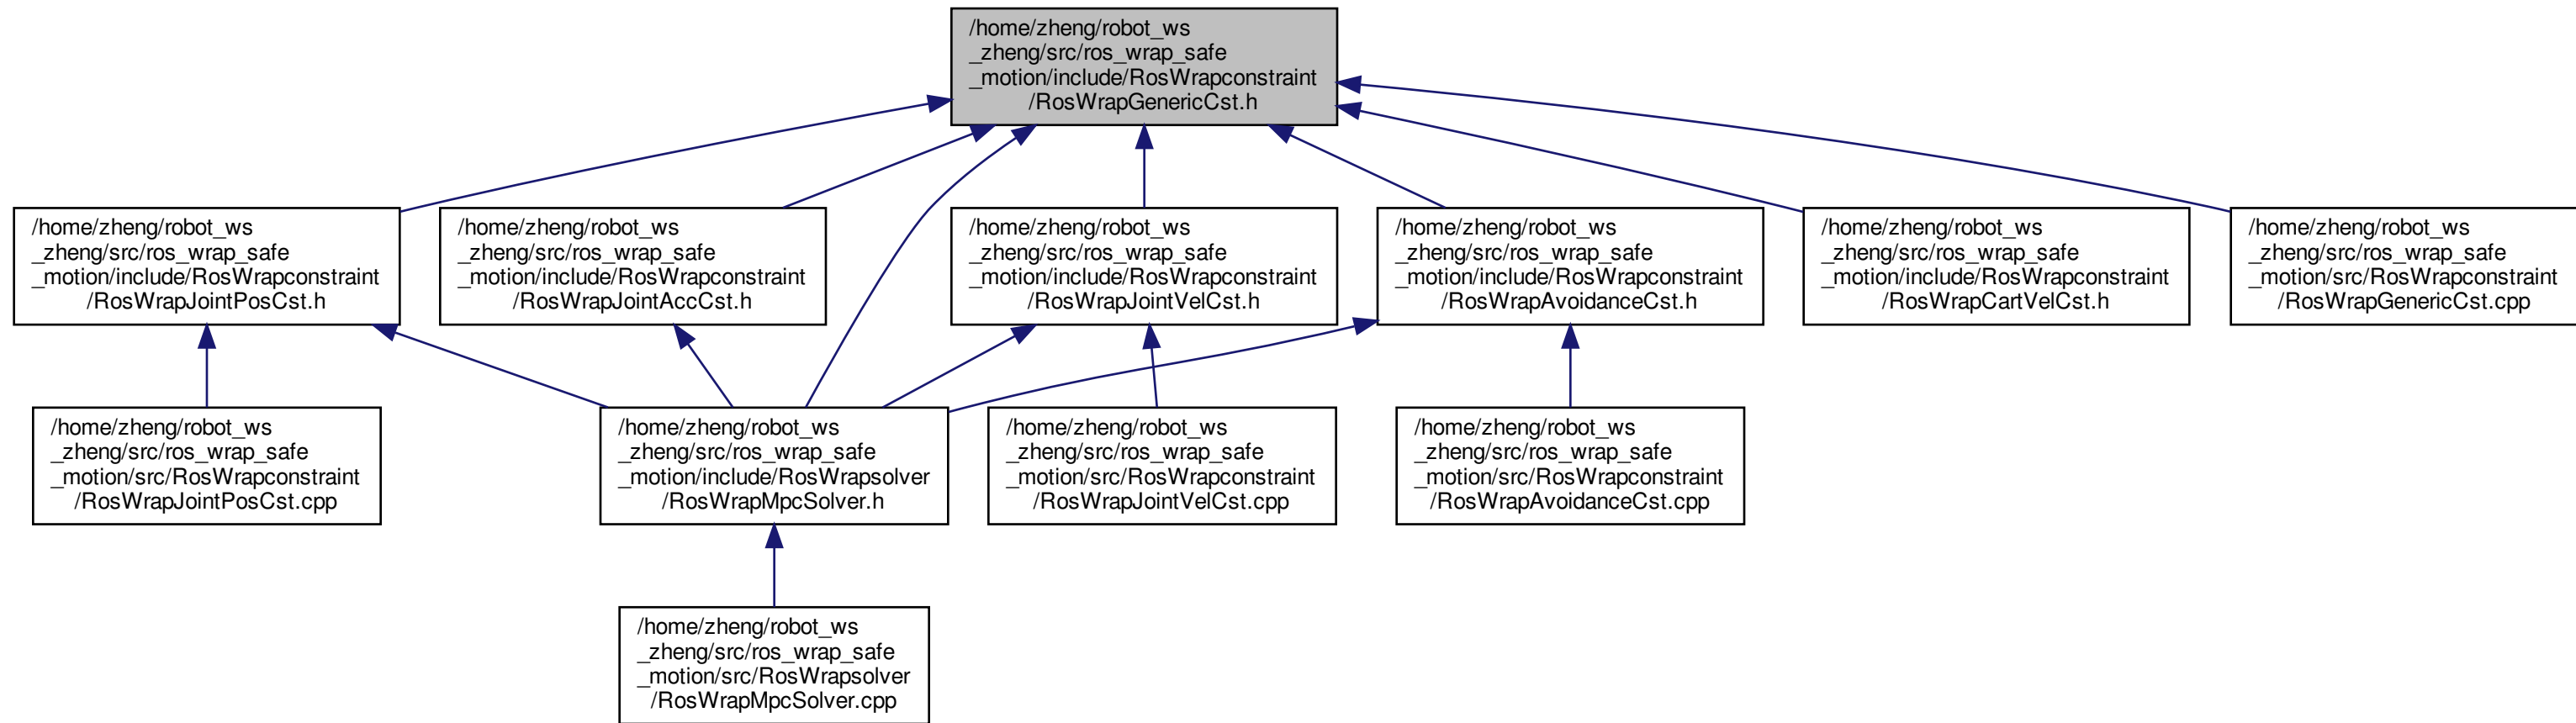 /home/zheng/robot_ws
_zheng/src/ros_wrap_safe
_motion/include/RosWrapconstraint
/RosWrapGenericCst.h
/home/zheng/robot_ws
_zheng/src/ros_wrap_safe
_motion/include/RosWrapconstraint
/RosWrapJointPosCst.h
/home/zheng/robot_ws
_zheng/src/ros_wrap_safe
_motion/include/RosWrapconstraint
/RosWrapJointAccCst.h
/home/zheng/robot_ws
_zheng/src/ros_wrap_safe
_motion/include/RosWrapconstraint
/RosWrapJointVelCst.h
/home/zheng/robot_ws
_zheng/src/ros_wrap_safe
_motion/include/RosWrapconstraint
/RosWrapAvoidanceCst.h
/home/zheng/robot_ws
_zheng/src/ros_wrap_safe
_motion/include/RosWrapconstraint
/RosWrapCartVelCst.h
/home/zheng/robot_ws
_zheng/src/ros_wrap_safe
_motion/src/RosWrapconstraint
/RosWrapGenericCst.cpp
/home/zheng/robot_ws
_zheng/src/ros_wrap_safe
_motion/src/RosWrapconstraint
/RosWrapJointPosCst.cpp
/home/zheng/robot_ws
_zheng/src/ros_wrap_safe
_motion/include/RosWrapsolver
/RosWrapMpcSolver.h
/home/zheng/robot_ws
_zheng/src/ros_wrap_safe
_motion/src/RosWrapconstraint
/RosWrapJointVelCst.cpp
/home/zheng/robot_ws
_zheng/src/ros_wrap_safe
_motion/src/RosWrapconstraint
/RosWrapAvoidanceCst.cpp
/home/zheng/robot_ws
_zheng/src/ros_wrap_safe
_motion/src/RosWrapsolver
/RosWrapMpcSolver.cpp